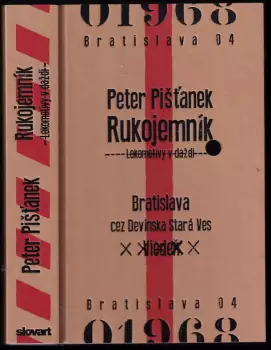 01968
Bratislava 04
Peter Pišťanek
Rukojemník
Lokomotívy v daždi
Bratislava
cez Devínska Stará Ves
Viedeň
Bratislava 04
01968
Peter Pišťanek
Rukojemník
Lokomotívy v daždi
slovart